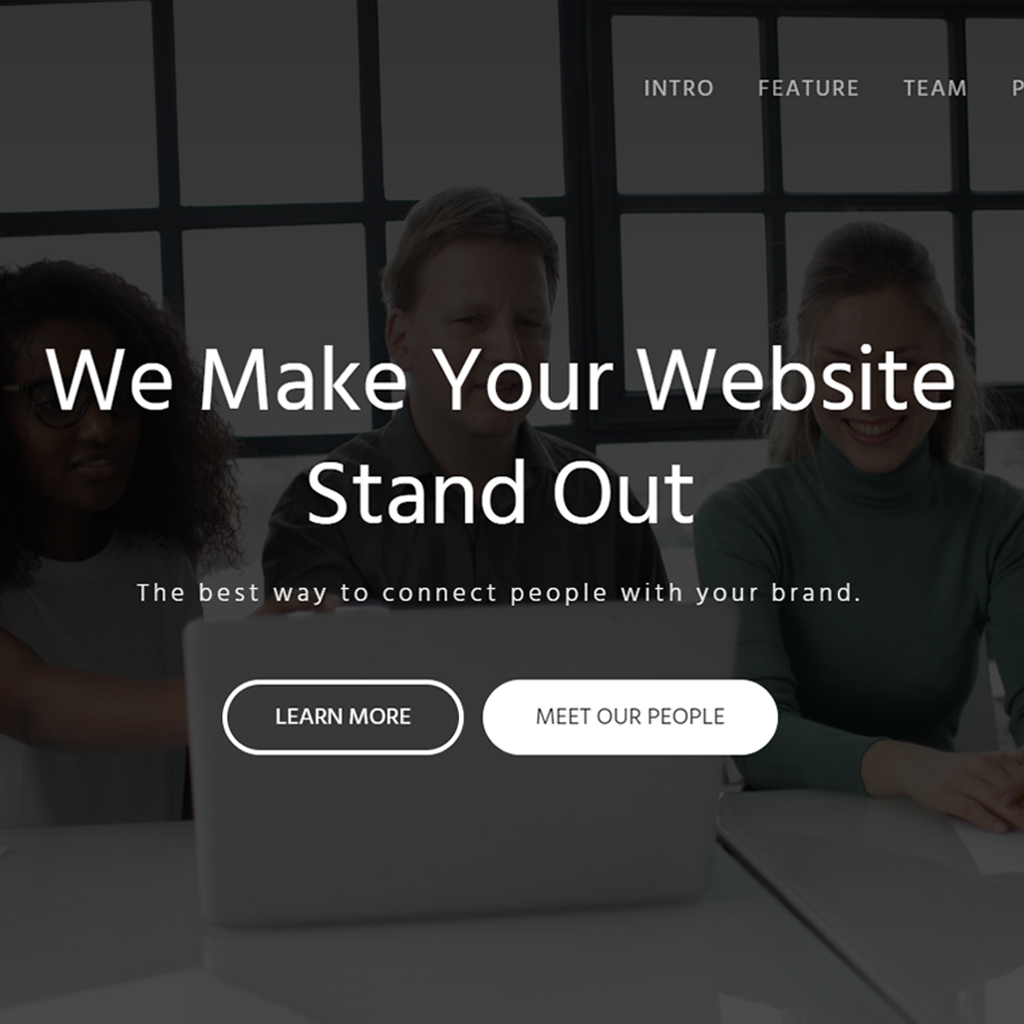 INTRO FEATURE TEAM P
We Make Your Website
Stand Out
The best way to connect people with your brand.
LEARN MORE MEET OUR PEOPLE